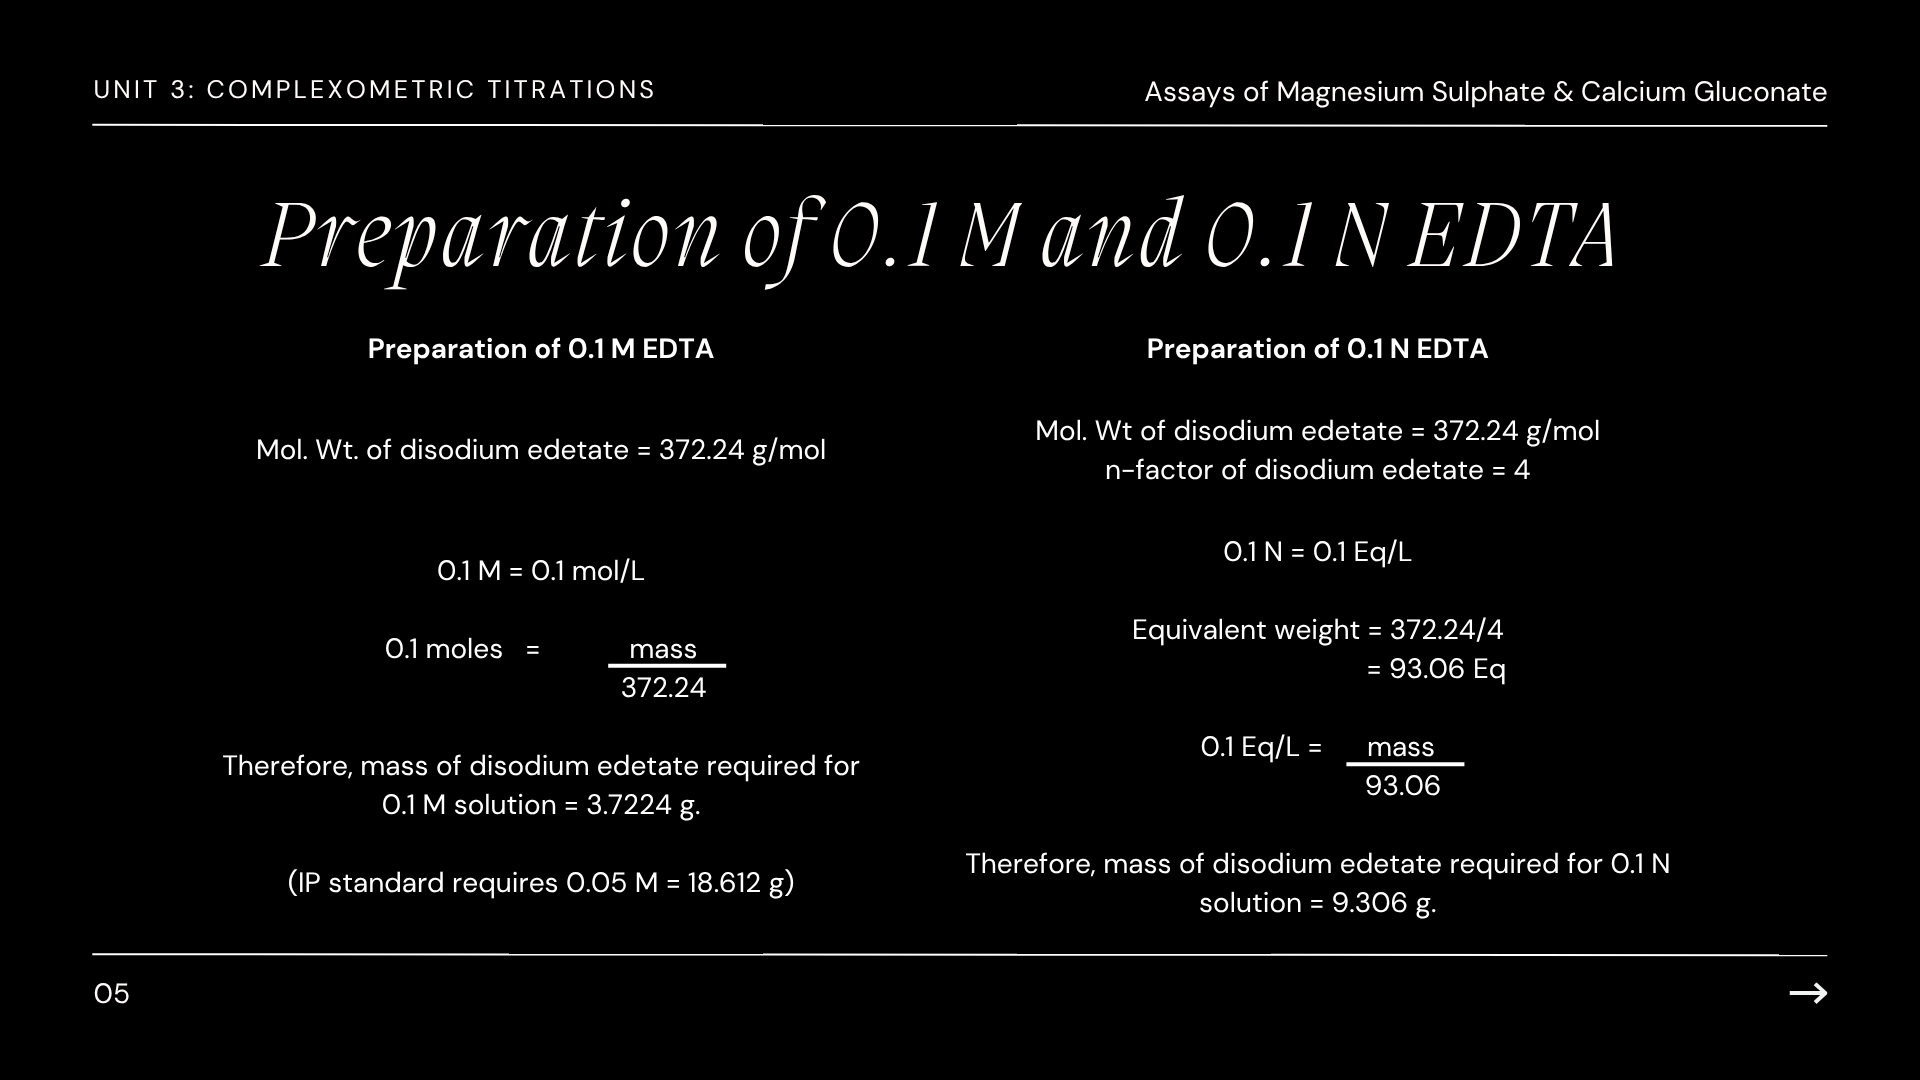 UNIT 3: COMPLEXOMETRIC TITRATIONS
Assays of Magnesium Sulphate & Calcium Gluconate
Preparation of 0.1 M and 0.1 N EDTA
Preparation of 0.1 M EDTA
Mol. Wt. of disodium edetate = 372.24 g/mol
0.1 M = 0.1 mol/L
0.1 moles = mass
372.24
Therefore, mass of disodium edetate required for
0.1 M solution = 3.7224 g.
(IP standard requires 0.05 M = 18.612 g)
Preparation of 0.1 N EDTA
Mol. Wt of disodium edetate = 372.24 g/mol
n-factor of disodium edetate = 4
0.1 N = 0.1 Eq/L
Equivalent weight = 372.24/4
= 93.06 Eq
0.1 Eq/L = mass
93.06
Therefore, mass of disodium edetate required for 0.1 N
solution = 9.306 g.
05